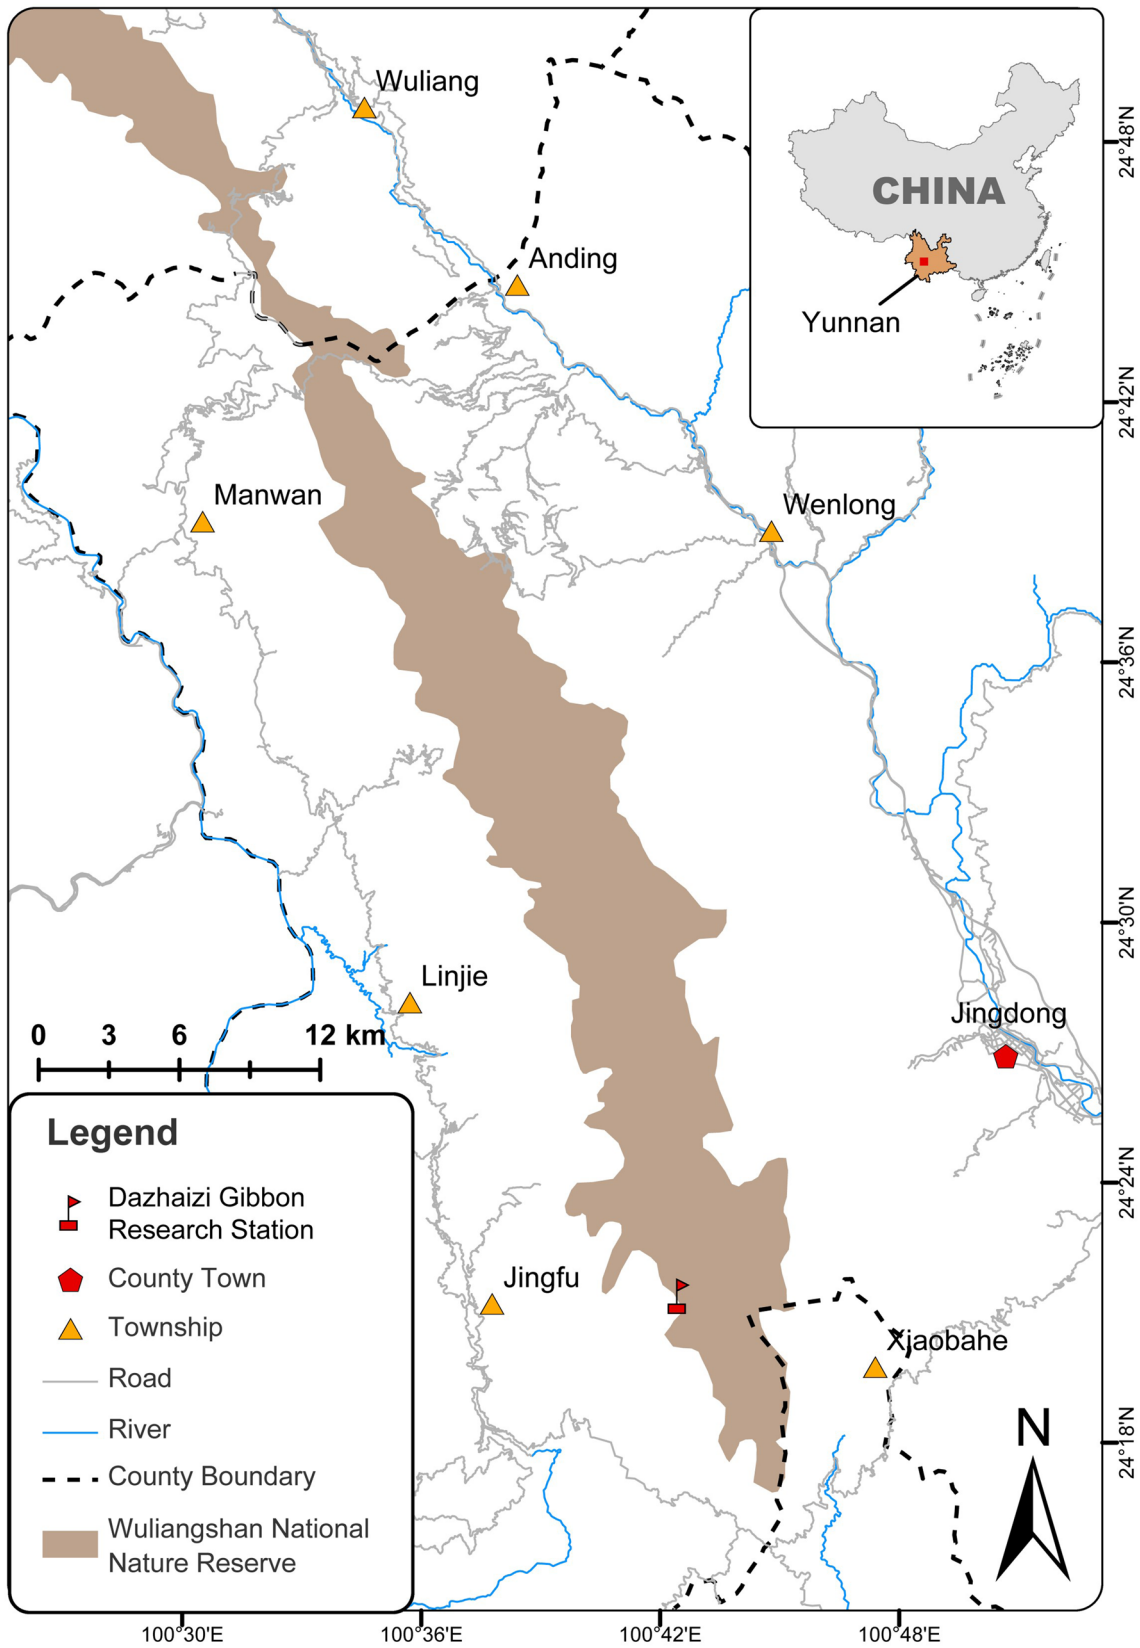 Wuliang
CHINA
Yunnan
24°48'N
Anding
24°42'N
Manwan
Wenlong
24°36'N
24°30'N
Linjie
Jingdong
0 3 6 12 km
Legend
Dazhaizi Gibbon
Research Station
County Town
Township
Road
River
County Boundary
Wuliangshan National
Nature Reserve
24°24'N
Jingfu
Xjaobahe
N
24°18'N
100°30'E 100°36'E 100°42'E 100°48'E